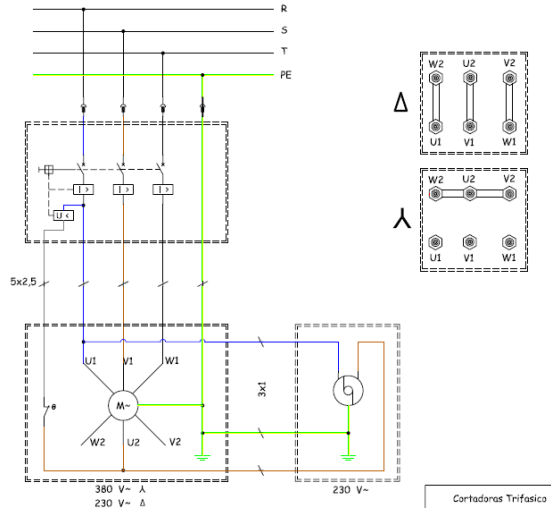 R
S
T
PE
W2 U2 V2
Δ
U1 V1 W1
W2 U2 V2
U1 V1 W1
I > I > I >
U <
5x2,5
U1 V1 W1
3x1
M~
θ
W2 U2 V2
380 V~ ⅄
230 V~ Δ
230 V~
Cortadoras Trifasico